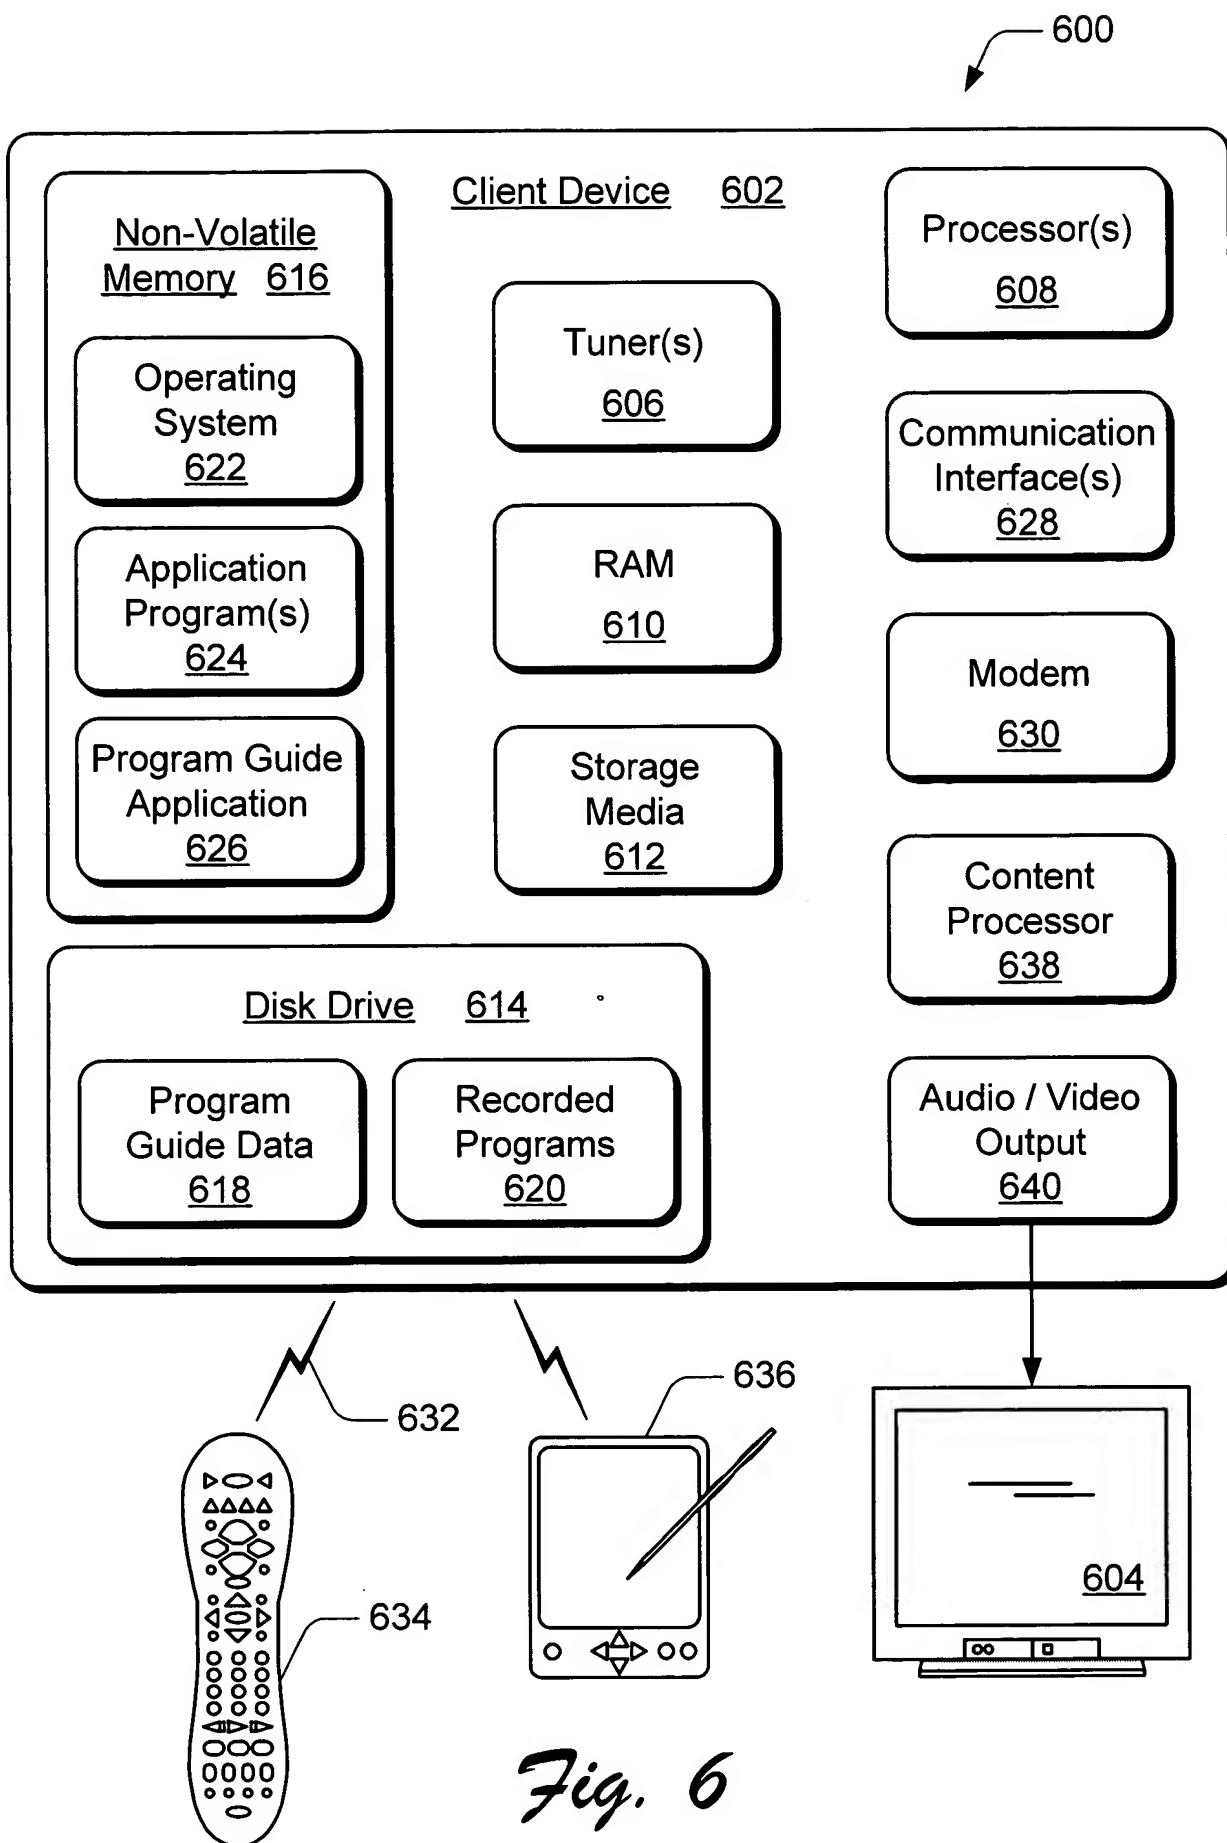 600
Client Device 602
Non-Volatile
Memory 616
Operating
System
622
Application
Program(s)
624
Program Guide
Application
626
Tuner(s)
606
RAM
610
Storage
Media
612
Processor(s)
608
Communication
Interface(s)
628
Modem
630
Content
Processor
638
Audio / Video
Output
640
Disk Drive 614
Program
Guide Data
618
Recorded
Programs
620
632
636
634
604
Fig. 6